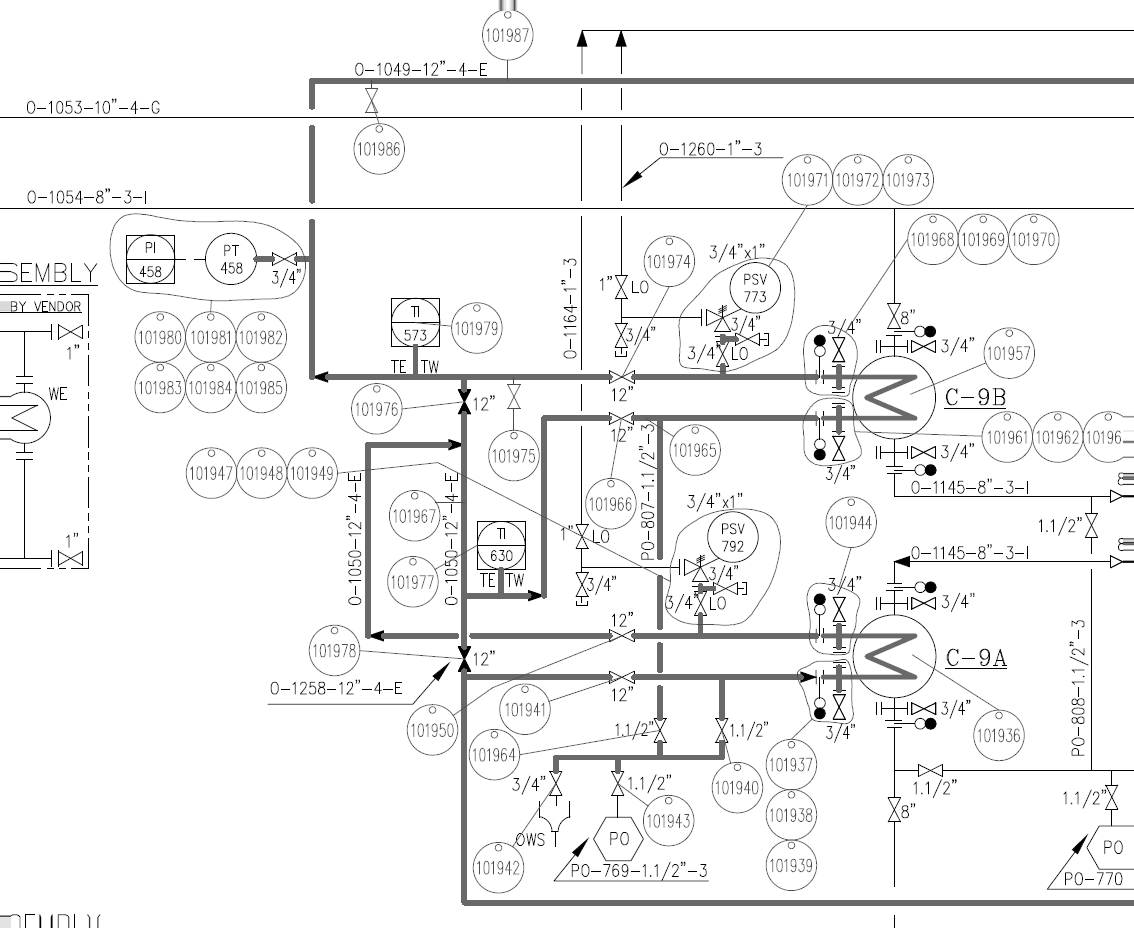 101987
O-1049-12"-4-E
O-1053-10"-4-G
101986
O-1260-1"-3
101971 101972 101973
O-1054-8"-3-I
PI
458
PT
458
3/4"
101968 101969 101970
101974
3/4"x1"
PSV
773
SEMBLY
BY VENDOR
1"
WE
1"
101980 101981 101982
101983 101984 101985
TI
573
TE TW
101979
O-1164-1"-3
1" LO
3/4"
3/4"
3/4" LO
3/4"
8"
3/4"
101957
C-9B
12"
101976
12"
101975
12"
101965
101966
3/4"
101961 101962 10196
3/4"
O-1145-8"-3-I
1.1/2"
101947 101948 101949
O-1050-12"-4-E
101967
O-1050-12"-4-E
TI
630
TE TW
101977
1" LO
3/4"
PO-807-1.1/2"-3
3/4"x1"
PSV
792
3/4"
3/4" LO
101944
O-1145-8"-3-I
3/4"
3/4"
C-9A
101978
12"
12"
O-1258-12"-4-E
101950
101941
12"
3/4"
3/4"
101936
PO-808-1.1/2"-3
101964
1.1/2"
1.1/2"
101937
101938
101939
101940
3/4"
1.1/2"
101943
OWS
PO
101942
PO-769-1.1/2"-3
1.1/2"
8"
1.1/2"
PO
PO-770